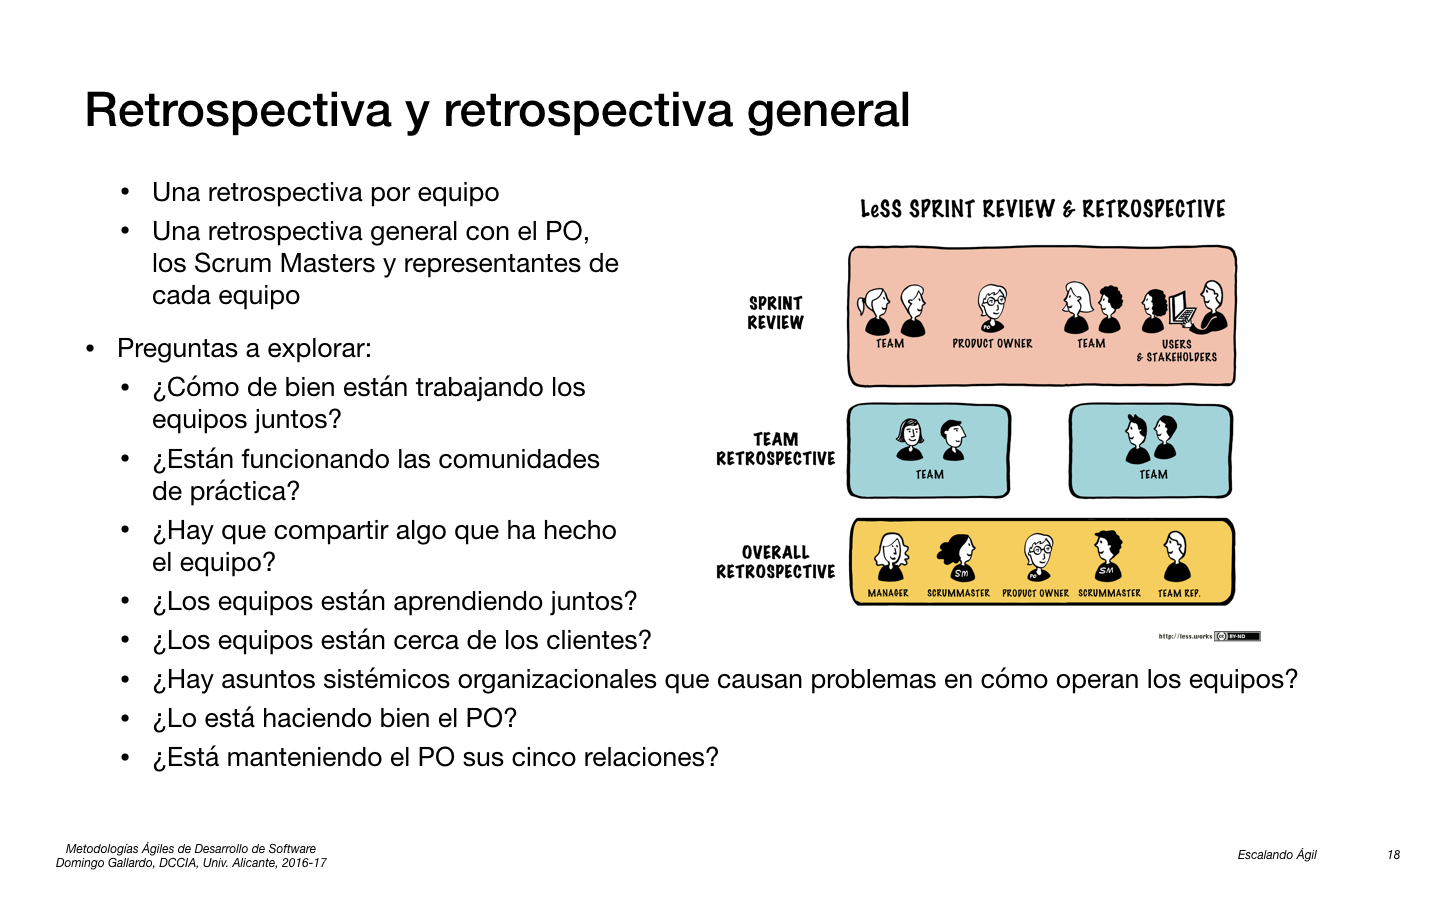 Retrospectiva y retrospectiva general
• Una retrospectiva por equipo
• Una retrospectiva general con el PO,
los Scrum Masters y representantes de
cada equipo
• Preguntas a explorar:
• ¿Cómo de bien están trabajando los
equipos juntos?
• ¿Están funcionando las comunidades
de práctica?
• ¿Hay que compartir algo que ha hecho
el equipo?
• ¿Los equipos están aprendiendo juntos?
• ¿Los equipos están cerca de los clientes?
• ¿Hay asuntos sistémicos organizacionales que causan problemas en cómo operan los equipos?
• ¿Lo está haciendo bien el PO?
• ¿Está manteniendo el PO sus cinco relaciones?
LeSS SPRINT REVIEW & RETROSPECTIVE
SPRINT
REVIEW
PO
TEAM
PRODUCT OWNER
TEAM
USERS
& STAKEHOLDERS
TEAM
RETROSPECTIVE
TEAM
TEAM
OVERALL
RETROSPECTIVE
SM
PO
SM
MANAGER
SCRUMMASTER
PRODUCT OWNER
SCRUMMASTER
TEAM REP.
http://less.works
cc BY-ND
Metodologías Ágiles de Desarrollo de Software
Domingo Gallardo, DCCIA, Univ. Alicante, 2016-17
Escalando Ágil
18